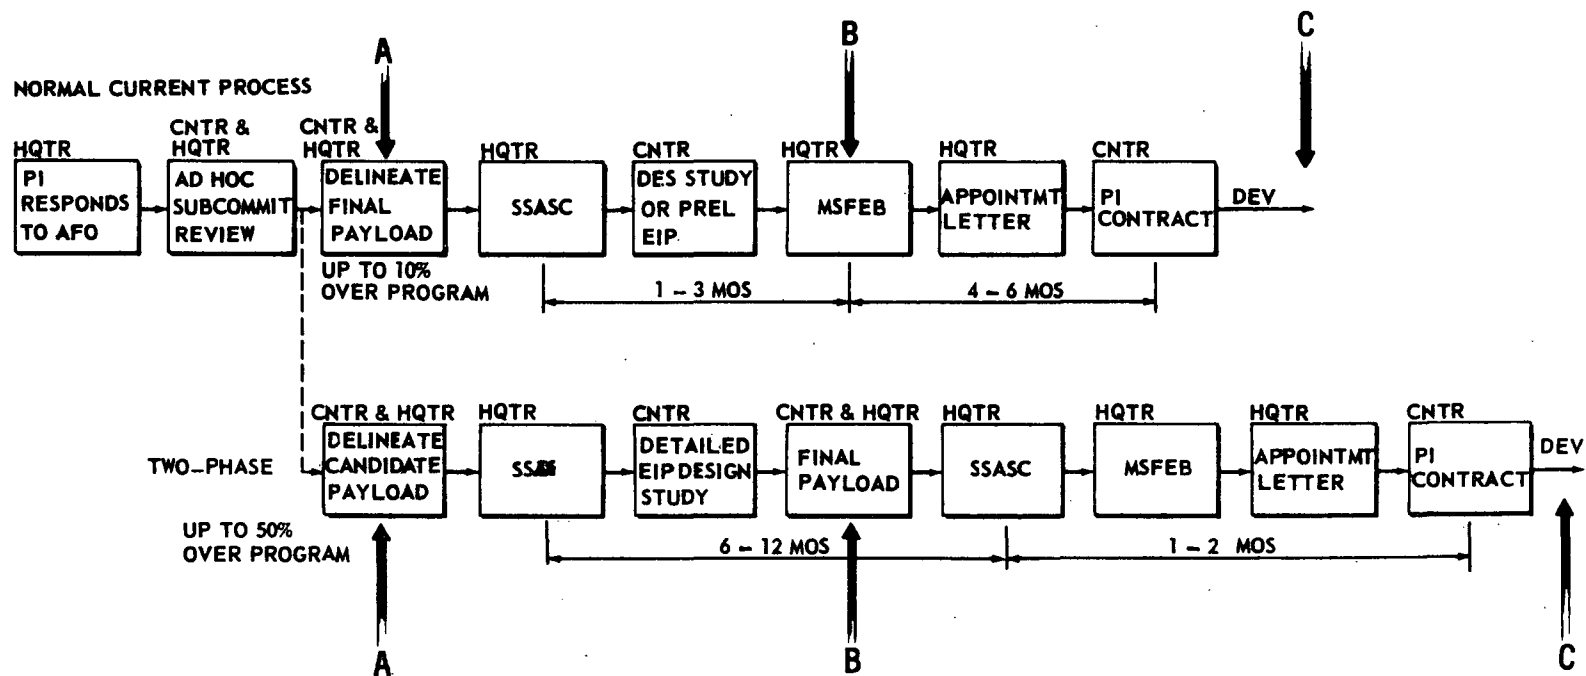 A
B
C
NORMAL CURRENT PROCESS
HQTR
PI
RESPONDS
TO AFO
CNTR &
HQTR
AD HOC
SUBCOMMIT
REVIEW
CNTR &
HQTR
DELINEATE
FINAL
PAYLOAD
UP TO 10%
OVER PROGRAM
HQTR
SSASC
CNTR
DES STUDY
OR PREL
EIP
HQTR
MSFEB
HQTR
APPOINTMT
LETTER
CNTR
PI
CONTRACT
DEV
1 – 3 MOS
4 – 6 MOS
TWO-PHASE
UP TO 50%
OVER PROGRAM
CNTR & HQTR
DELINEATE
CANDIDATE
PAYLOAD
HQTR
CNTR
DETAILED
EIP DESIGN
STUDY
CNTR & HQTR
FINAL
PAYLOAD
HQTR
SSASC
HQTR
MSFEB
HQTR
APPOINTMT
LETTER
CNTR
PI
CONTRACT
DEV
6 – 12 MOS
1 – 2 MOS
A
B
C